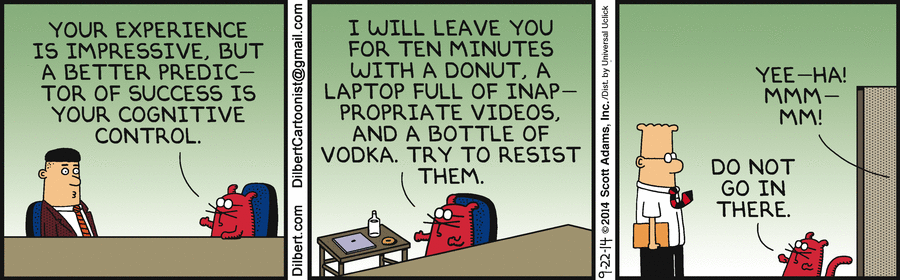 YOUR EXPERIENCE
IS IMPRESSIVE, BUT
A BETTER PREDIC-
TOR OF SUCCESS IS
YOUR COGNITIVE
CONTROL.
Dilbert.com DilbertCartoonist@gmail.com
I WILL LEAVE YOU
FOR TEN MINUTES
WITH A DONUT, A
LAPTOP FULL OF INAP-
PROPRIATE VIDEOS,
AND A BOTTLE OF
VODKA. TRY TO RESIST
THEM.
9-22-14 ©2014 Scott Adams, Inc./Dist. by Universal Uclick
YEE-HA!
MMM-
MM!
DO NOT
GO IN
THERE.